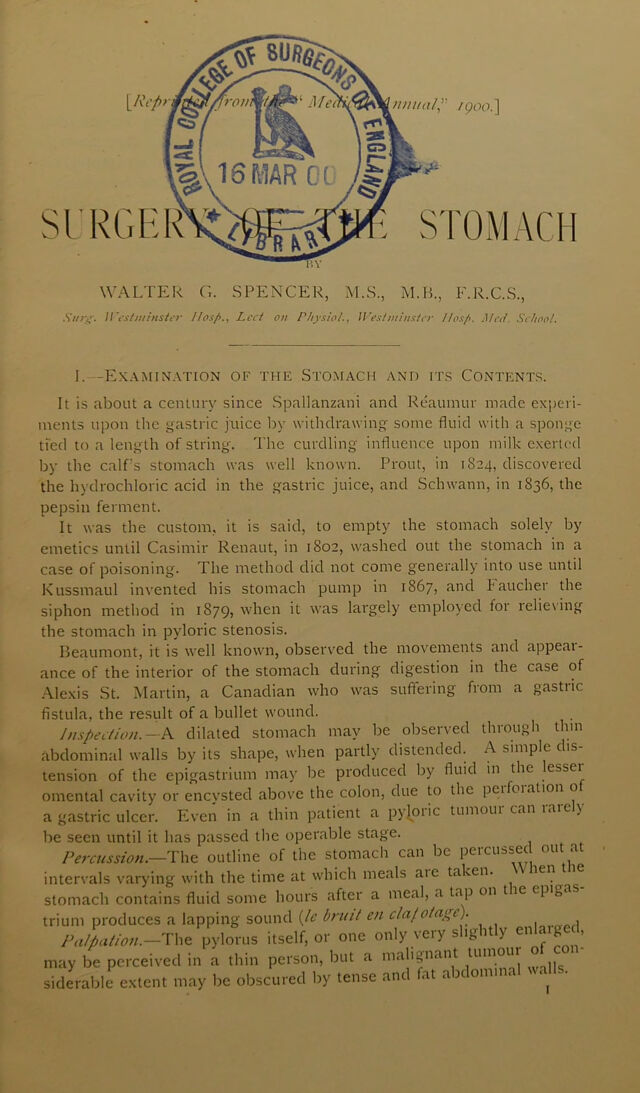 [Reprinted from the "Medical Annual," 1900.]
ROYAL COLLEGE OF SURGEONS OF ENGLAND
16 MAR 00
LIBRARY
SURGERY OF THE STOMACH
BY
WALTER G. SPENCER, M.S., M.B., F.R.C.S.,
Surg. Westminster Hosp., Lect on Physiol., Westminster Hosp. Med. School.
I.—EXAMINATION OF THE STOMACH AND ITS CONTENTS.
It is about a century since Spallanzani and Réaumur made experi-
ments upon the gastric juice by withdrawing some fluid with a sponge
tied to a length of string. The curdling influence upon milk exerted
by the calf's stomach was well known. Prout, in 1824, discovered
the hydrochloric acid in the gastric juice, and Schwann, in 1836, the
pepsin ferment.
It was the custom, it is said, to empty the stomach solely by
emetics until Casimir Renaut, in 1802, washed out the stomach in a
case of poisoning. The method did not come generally into use until
Kussmaul invented his stomach pump in 1867, and Faucher the
siphon method in 1879, when it was largely employed for relieving
the stomach in pyloric stenosis.
Beaumont, it is well known, observed the movements and appear-
ance of the interior of the stomach during digestion in the case of
Alexis St. Martin, a Canadian who was suffering from a gastric
fistula, the result of a bullet wound.
Inspection.—A dilated stomach may be observed through thin
abdominal walls by its shape, when partly distended. A simple dis-
tension of the epigastrium may be produced by fluid in the lesser
omental cavity or encysted above the colon, due to the perforation of
a gastric ulcer. Even in a thin patient a pyloric tumour can rarely
be seen until it has passed the operable stage.
Percussion.—The outline of the stomach can be percussed out at
intervals varying with the time at which meals are taken. When the
stomach contains fluid some hours after a meal, a tap on the epigas-
trium produces a lapping sound (le bruit en clapotage).
Palpation.—The pylorus itself, or one only very slightly enlarged,
may be perceived in a thin person, but a malignant tumour of con-
siderable extent may be obscured by tense and fat abdominal walls.
1